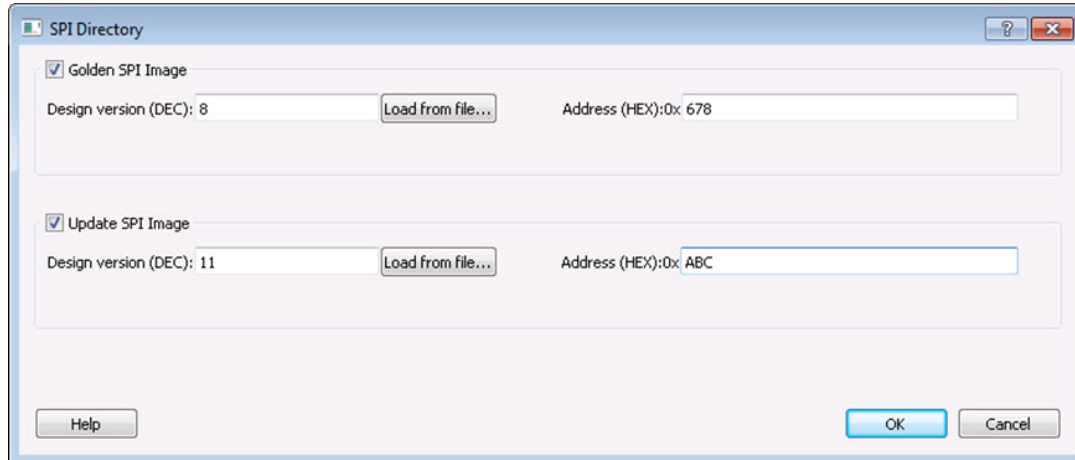 SPI Directory
Golden SPI Image
Design version (DEC): 8 Load from file... Address (HEX):0x 678
Update SPI Image
Design version (DEC): 11 Load from file... Address (HEX):0x ABC
Help OK Cancel